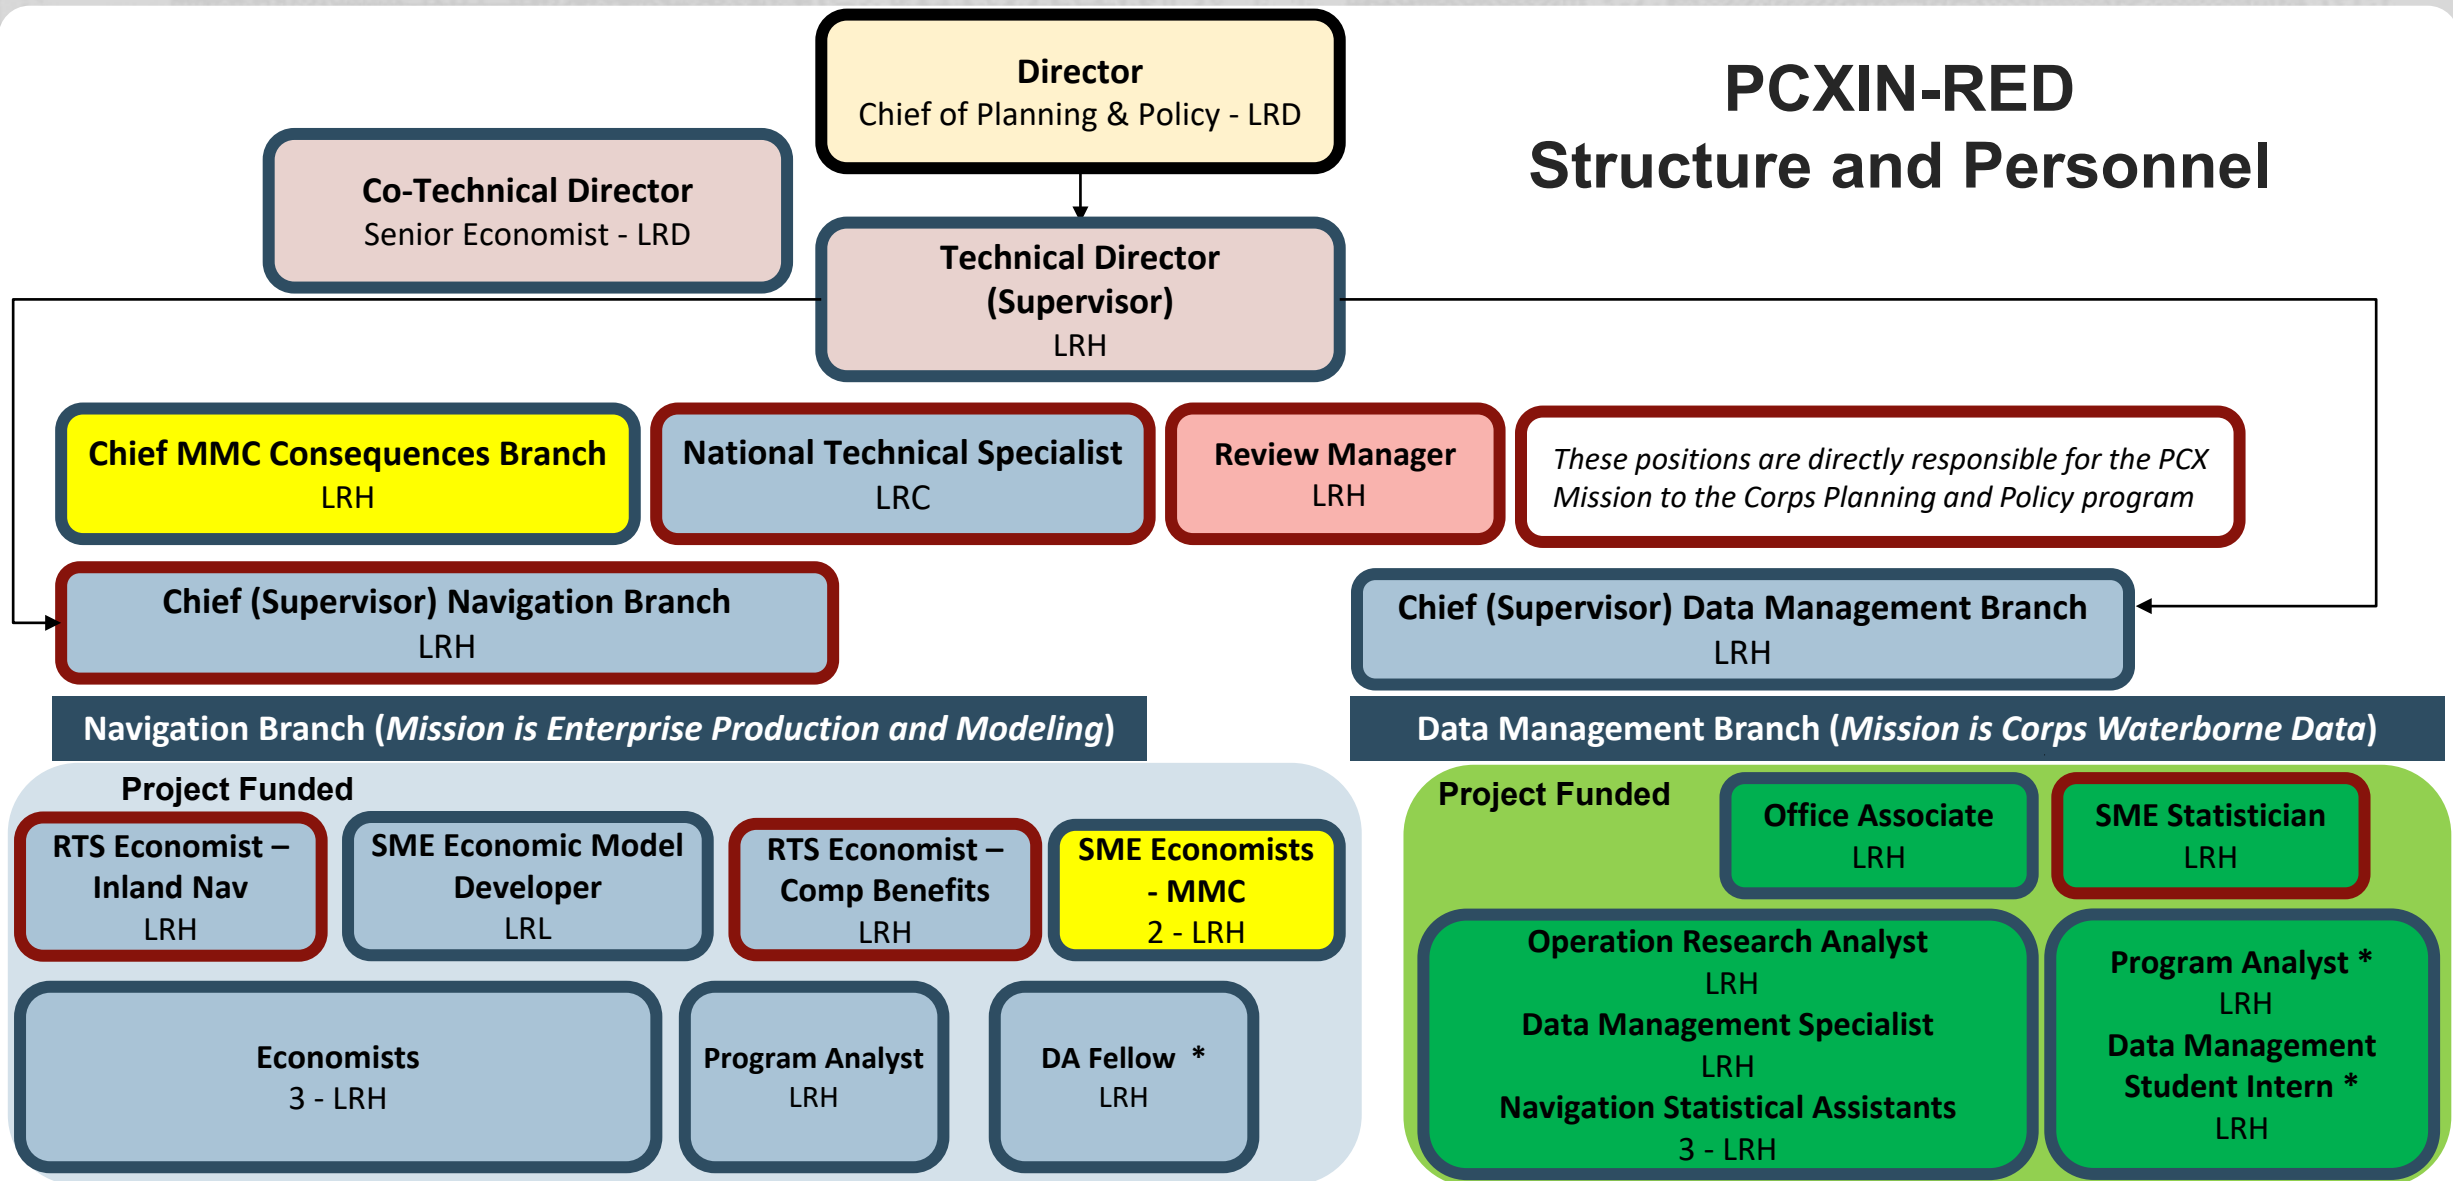 PCXIN-RED
Structure and Personnel
Director
Chief of Planning & Policy - LRD
Co-Technical Director
Senior Economist - LRD
Technical Director
(Supervisor)
LRH
Chief MMC Consequences Branch
LRH
National Technical Specialist
LRC
Review Manager
LRH
These positions are directly responsible for the PCX
Mission to the Corps Planning and Policy program
Chief (Supervisor) Navigation Branch
LRH
Chief (Supervisor) Data Management Branch
LRH
Navigation Branch (Mission is Enterprise Production and Modeling)
Project Funded
RTS Economist –
Inland Nav
LRH
SME Economic Model
Developer
LRL
RTS Economist –
Comp Benefits
LRH
SME Economists
- MMC
2 - LRH
Economists
3 - LRH
Program Analyst
LRH
DA Fellow *
LRH
Data Management Branch (Mission is Corps Waterborne Data)
Project Funded
Office Associate
LRH
SME Statistician
LRH
Operation Research Analyst
LRH
Data Management Specialist
LRH
Navigation Statistical Assistants
3 - LRH
Program Analyst *
LRH
Data Management
Student Intern *
LRH